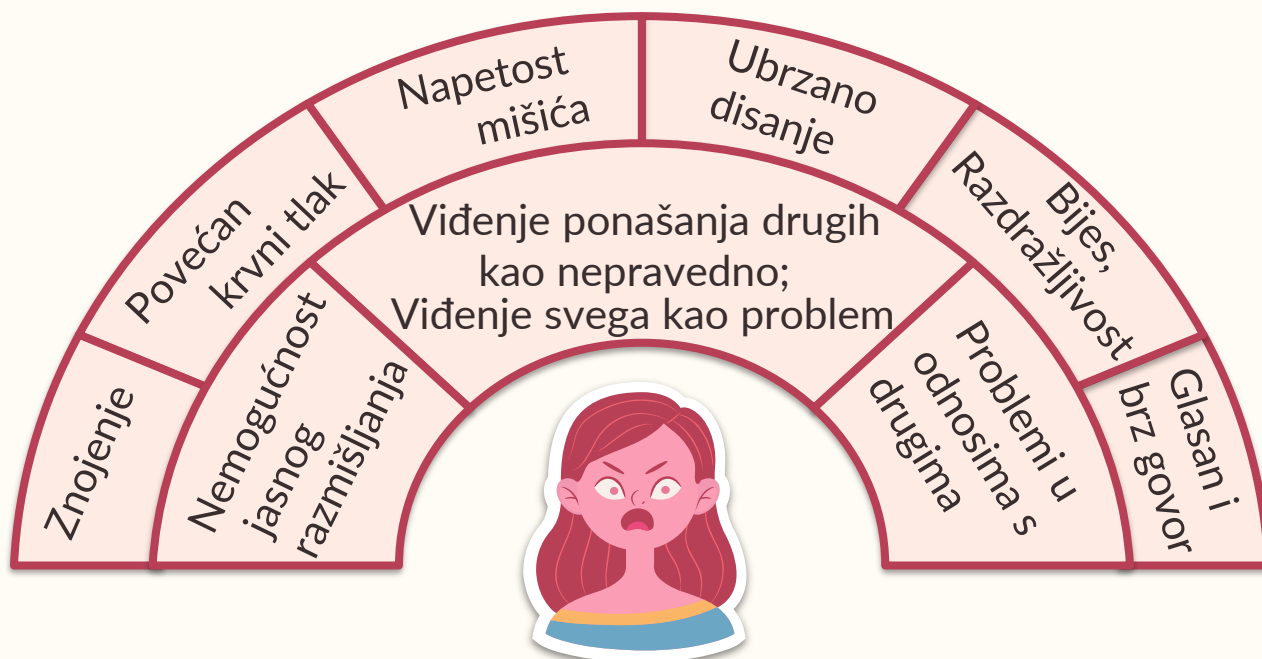 Znojenje
Povećan
krvni tlak
Napetost
mišića
Ubrzano
disanje
Bijes,
Razdražljivost
Glasan i
brz govor
Nemogućnost
jasnog
razmišljanja
Viđenje ponašanja drugih
kao nepravedno;
Viđenje svega kao problem
Problemi u
odnosima s
drugima